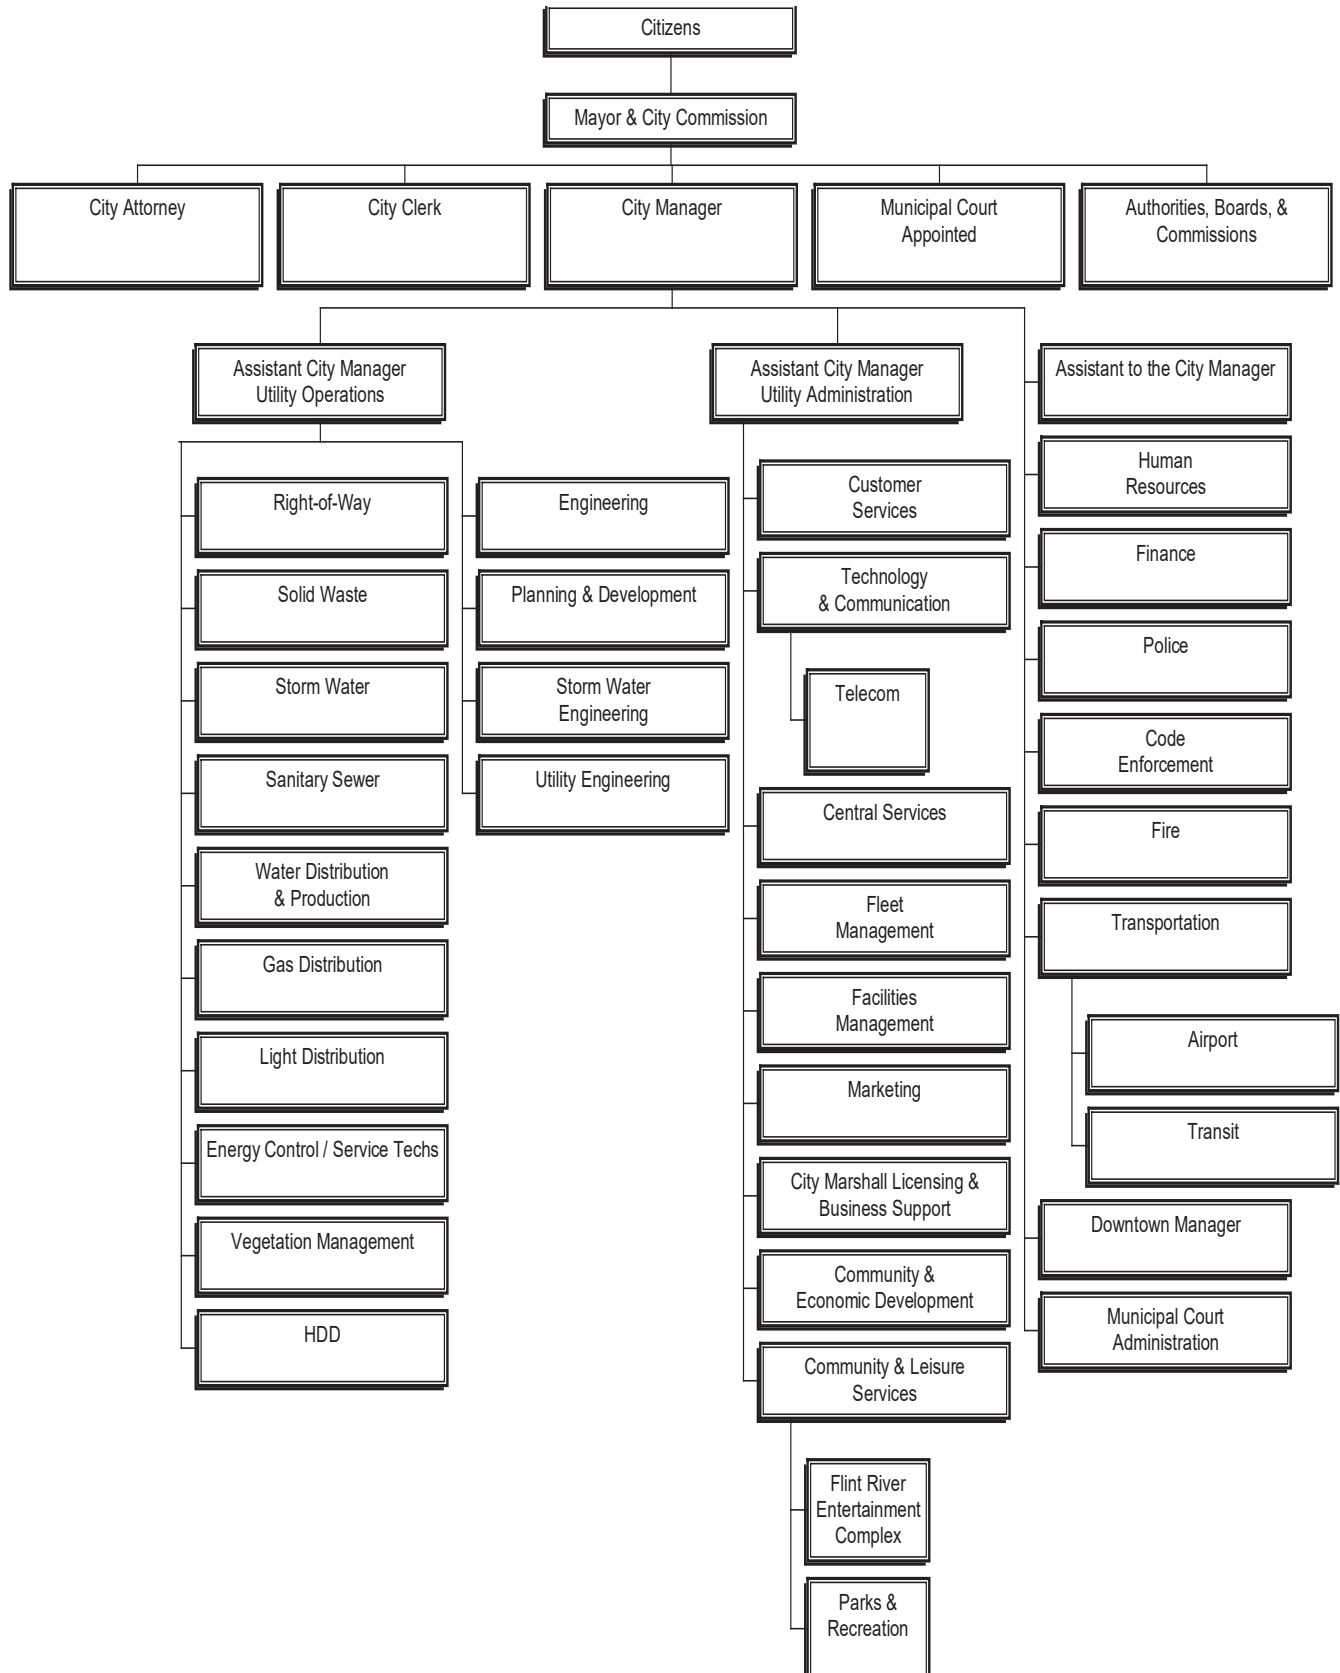 Citizens
Mayor & City Commission
City Attorney
City Clerk
City Manager
Municipal Court
Appointed
Authorities, Boards, &
Commissions
Assistant City Manager
Utility Operations
Right-of-Way
Solid Waste
Storm Water
Sanitary Sewer
Water Distribution
& Production
Gas Distribution
Light Distribution
Energy Control / Service Techs
Vegetation Management
HDD
Engineering
Planning & Development
Storm Water
Engineering
Utility Engineering
Assistant City Manager
Utility Administration
Customer
Services
Technology
& Communication
Telecom
Central Services
Fleet
Management
Facilities
Management
Marketing
City Marshall Licensing &
Business Support
Community &
Economic Development
Community & Leisure
Services
Flint River
Entertainment
Complex
Parks &
Recreation
Assistant to the City Manager
Human
Resources
Finance
Police
Code
Enforcement
Fire
Transportation
Airport
Transit
Downtown Manager
Municipal Court
Administration